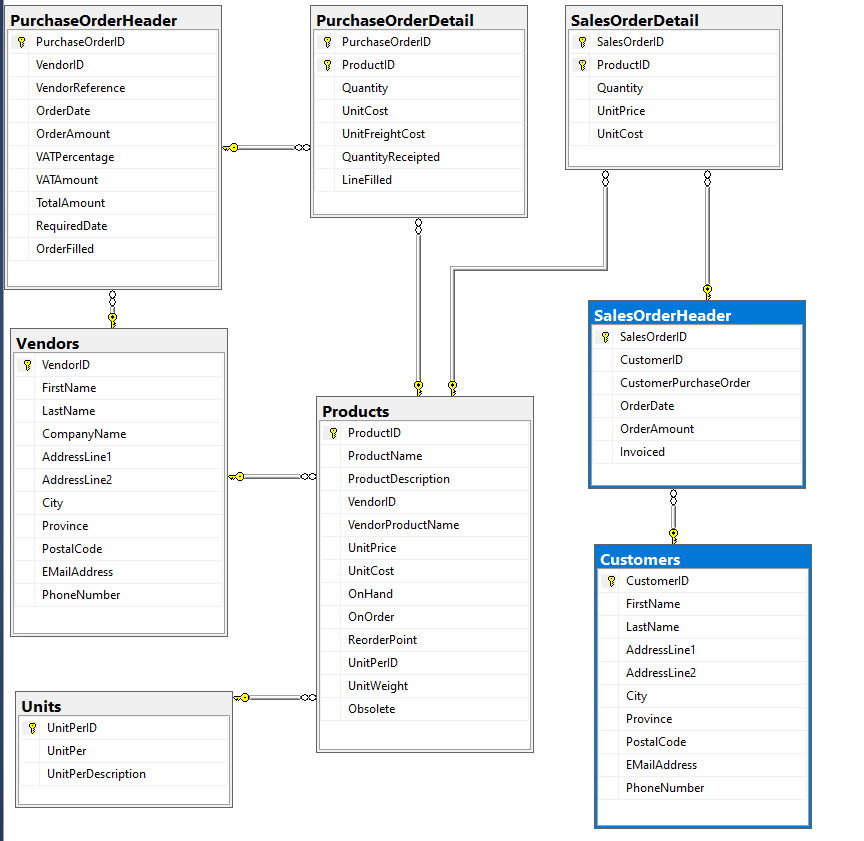 PurchaseOrderHeader
PurchaseOrderID
VendorID
VendorReference
OrderDate
OrderAmount
VATPercentage
VATAmount
TotalAmount
RequiredDate
OrderFilled
PurchaseOrderDetail
PurchaseOrderID
ProductID
Quantity
UnitCost
UnitFreightCost
QuantityReceipted
LineFilled
SalesOrderDetail
SalesOrderID
ProductID
Quantity
UnitPrice
UnitCost
Vendors
VendorID
FirstName
LastName
CompanyName
AddressLine1
AddressLine2
City
Province
PostalCode
EMailAddress
PhoneNumber
Products
ProductID
ProductName
ProductDescription
VendorID
VendorProductName
UnitPrice
UnitCost
OnHand
OnOrder
ReorderPoint
UnitPerID
UnitWeight
Obsolete
SalesOrderHeader
SalesOrderID
CustomerID
CustomerPurchaseOrder
OrderDate
OrderAmount
Invoiced
Units
UnitPerID
UnitPer
UnitPerDescription
Customers
CustomerID
FirstName
LastName
AddressLine1
AddressLine2
City
Province
PostalCode
EMailAddress
PhoneNumber